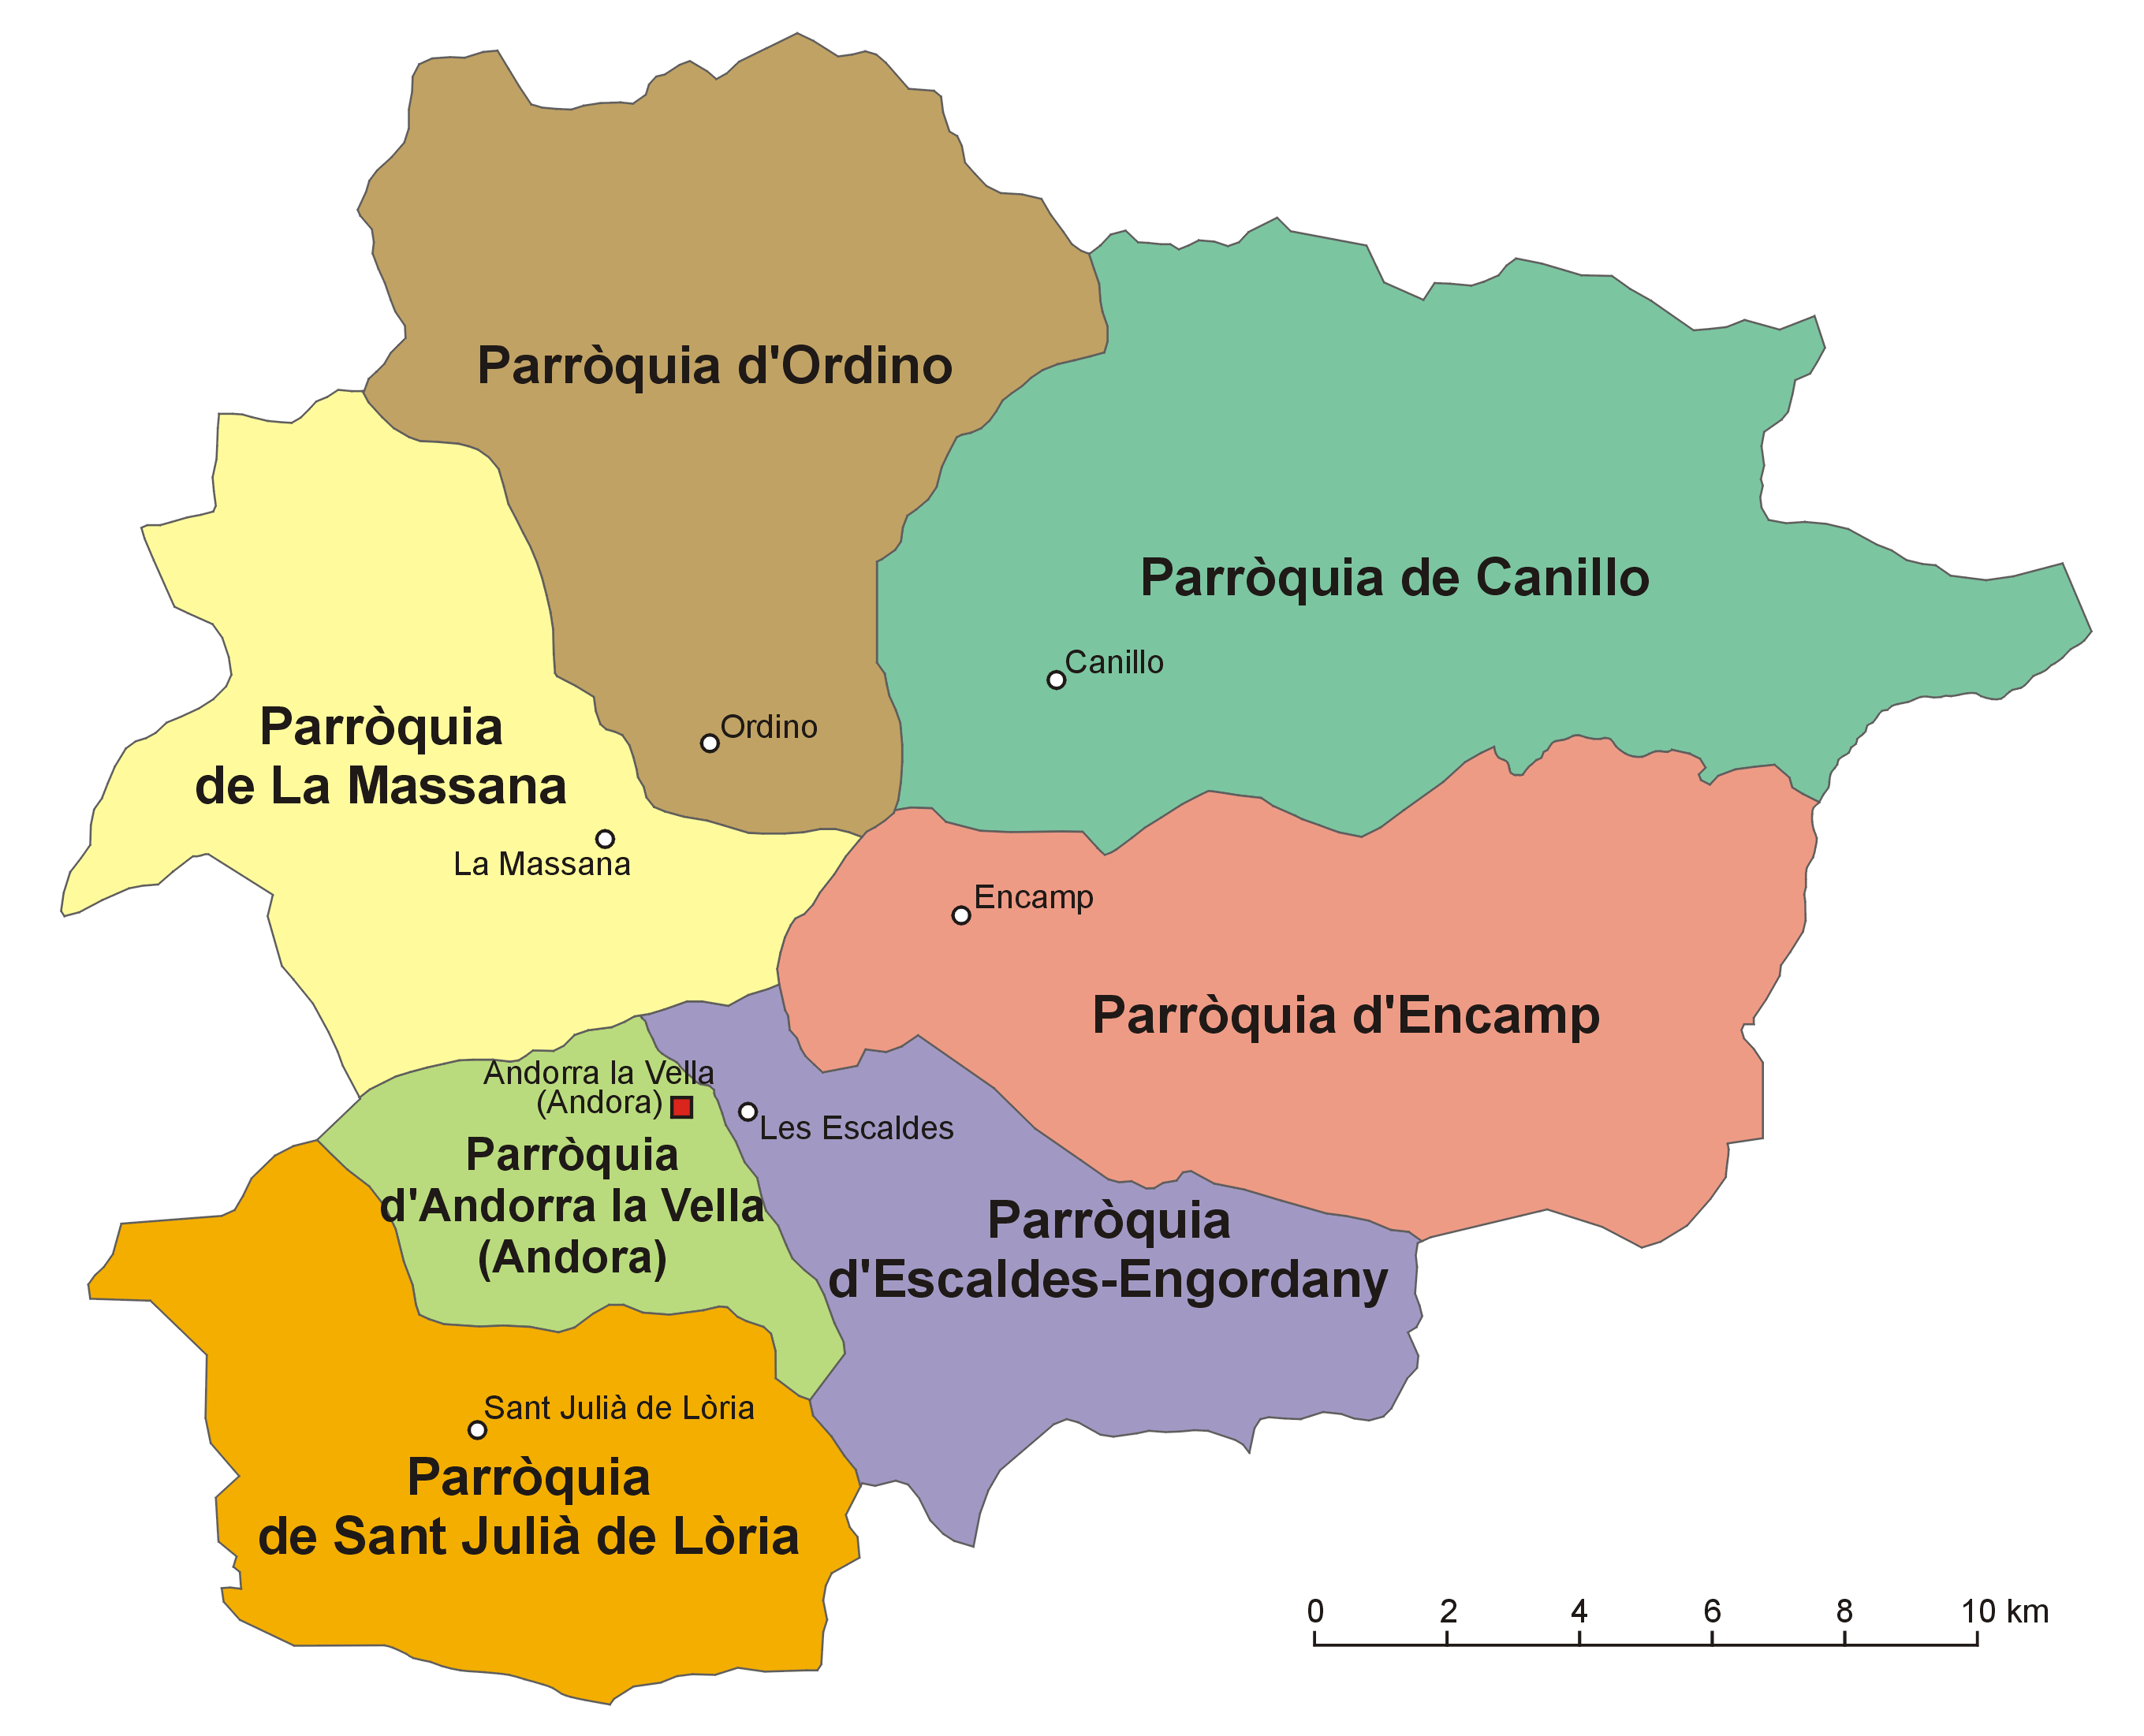 Parròquia d'Ordino
Parròquia de Canillo
Canillo
Ordino
Parròquia
de La Massana
La Massana
Encamp
Parròquia d'Encamp
Andorra la Vella
(Andora)
Les Escaldes
Parròquia
d'Andorra la Vella
(Andora)
Parròquia
d'Escaldes-Engordany
Sant Julià de Lòria
Parròquia
de Sant Julià de Lòria
0 2 4 6 8 10 km